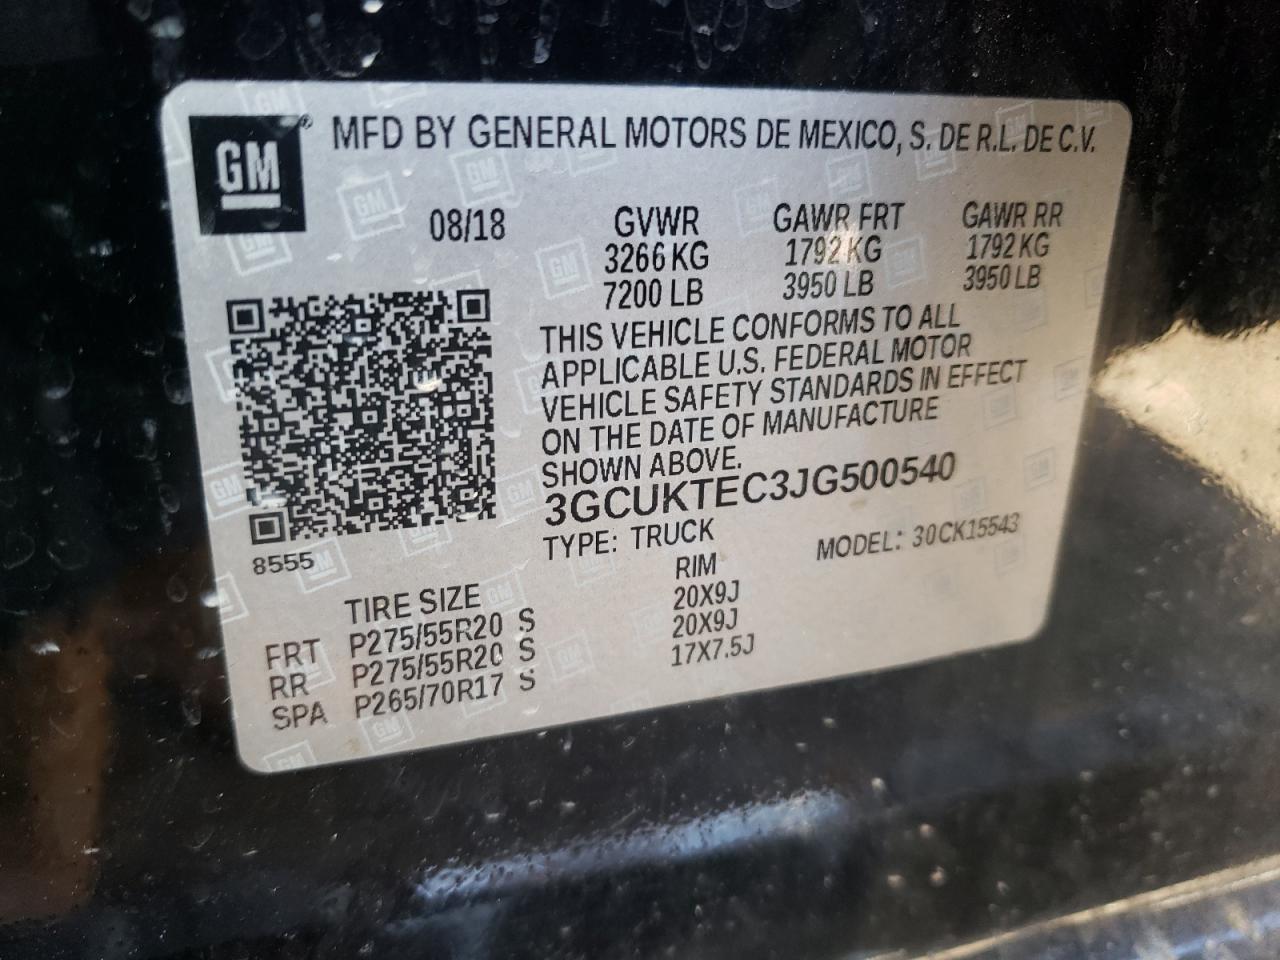 GM
MFD BY GENERAL MOTORS DE MEXICO, S. DE R.L. DE C.V.
08/18 GVWR GAWR FRT GAWR RR
3266 KG 1792 KG 1792 KG
7200 LB 3950 LB 3950 LB
THIS VEHICLE CONFORMS TO ALL
APPLICABLE U.S. FEDERAL MOTOR
VEHICLE SAFETY STANDARDS IN EFFECT
ON THE DATE OF MANUFACTURE
SHOWN ABOVE.
3GCUKTEC3JG500540
8555 TYPE: TRUCK MODEL: 30CK15543
TIRE SIZE RIM
FRT P275/55R20 S 20X9J
RR P275/55R20 S 20X9J
SPA P265/70R17 S 17X7.5J